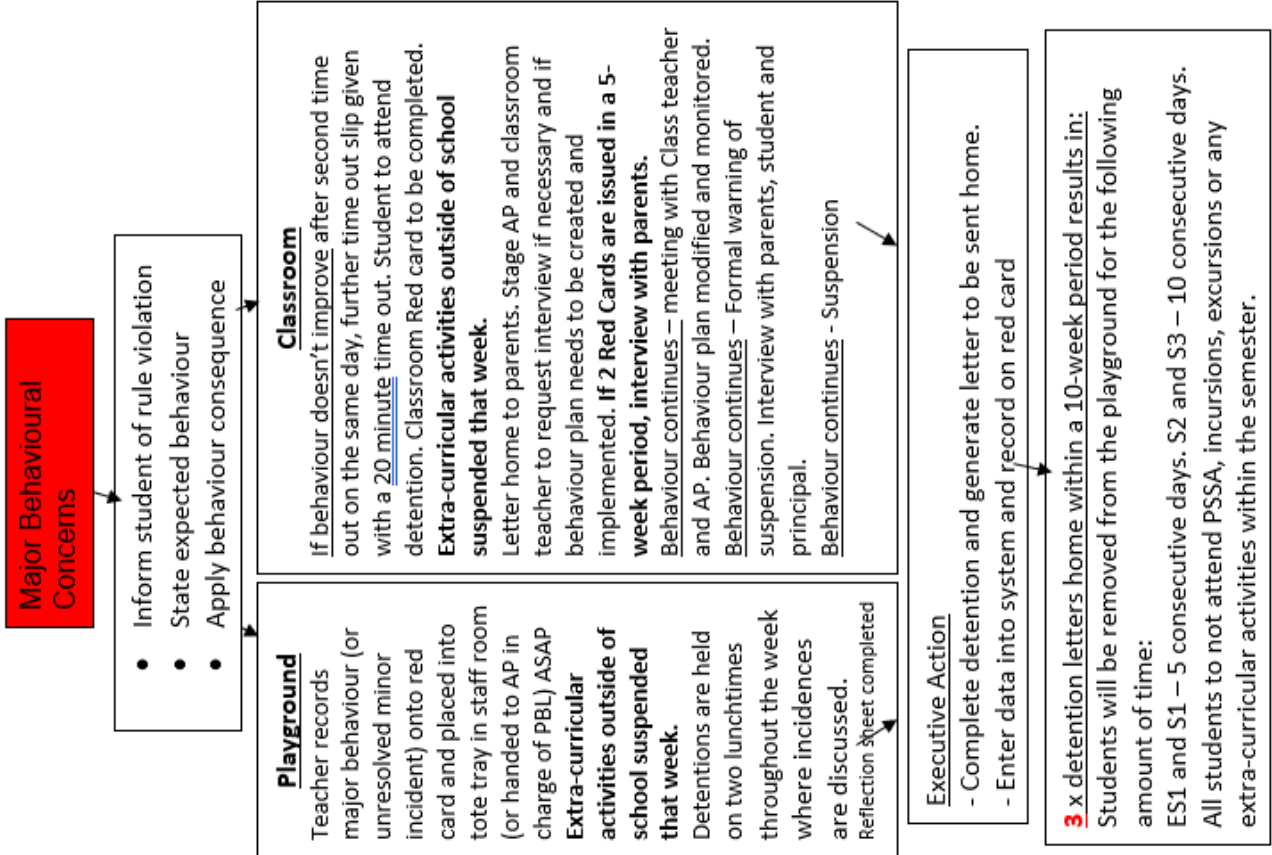 Major Behavioural
Concerns
● Inform student of rule violation
● State expected behaviour
● Apply behaviour consequence
Playground
Teacher records
major behaviour (or
unresolved minor
incident) onto red
card and placed into
tote tray in staff room
(or handed to AP in
charge of PBL) ASAP
Extra-curricular
activities outside of
school suspended
that week.
Detentions are held
on two lunchtimes
throughout the week
where incidences
are discussed.
Reflection sheet completed
Classroom
If behaviour doesn't improve after second time
out on the same day, further time out slip given
with a 20 minute time out. Student to attend
detention. Classroom Red card to be completed.
Extra-curricular activities outside of school
suspended that week.
Letter home to parents. Stage AP and classroom
teacher to request interview if necessary and if
behaviour plan needs to be created and
implemented. If 2 Red Cards are issued in a 5-
week period, interview with parents.
Behaviour continues – meeting with Class teacher
and AP. Behaviour plan modified and monitored.
Behaviour continues – Formal warning of
suspension. Interview with parents, student and
principal.
Behaviour continues - Suspension
Executive Action
- Complete detention and generate letter to be sent home.
- Enter data into system and record on red card
3 x detention letters home within a 10-week period results in:
Students will be removed from the playground for the following
amount of time:
ES1 and S1 – 5 consecutive days. S2 and S3 – 10 consecutive days.
All students to not attend PSSA, incursions, excursions or any
extra-curricular activities within the semester.